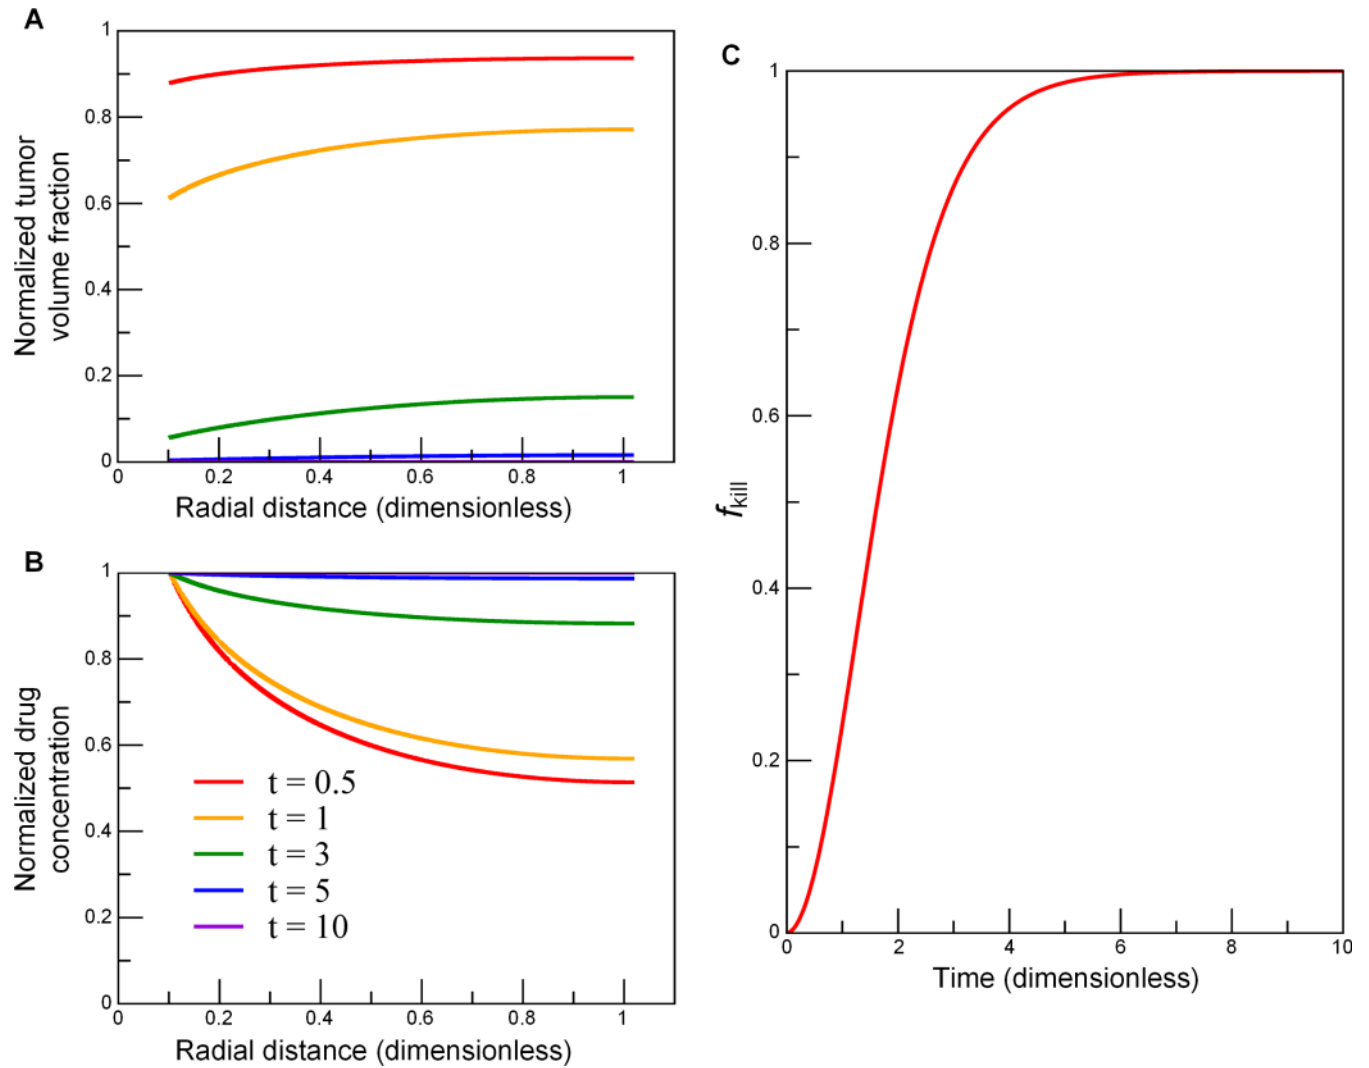 A
1
0.8
0.6
0.4
0.2
0
0
0.2
0.4
0.6
0.8
1
Normalized tumor
volume fraction
Radial distance (dimensionless)
B
1
0.8
0.6
0.4
0.2
0
0
0.2
0.4
0.6
0.8
1
Normalized drug
concentration
t = 0.5
t = 1
t = 3
t = 5
t = 10
Radial distance (dimensionless)
C
1
0.8
0.6
0.4
0.2
0
0
2
4
6
8
10
fkill
Time (dimensionless)